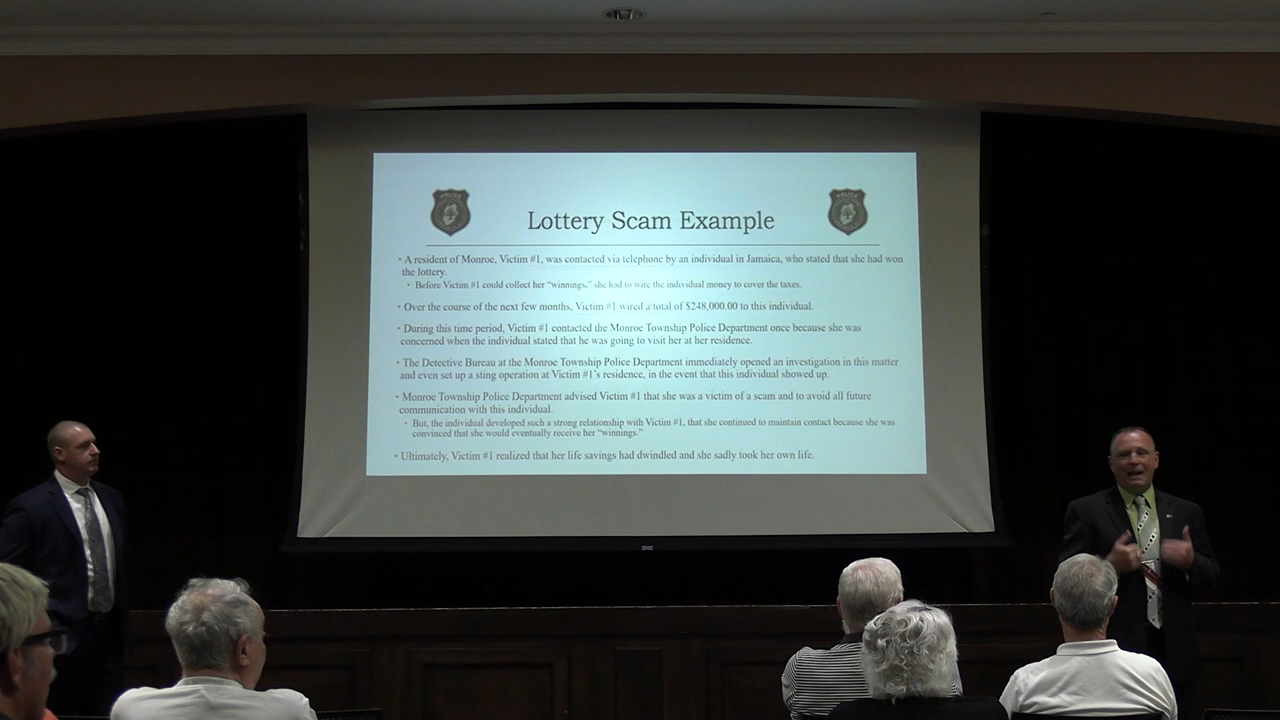 POLICE
POLICE
Lottery Scam Example
• A resident of Monroe, Victim #1, was contacted via telephone by an individual in Jamaica, who stated that she had won
the lottery.
• Before Victim #1 could collect her “winnings,” she had to wire the individual money to cover the taxes.
• Over the course of the next few months, Victim #1 wired a total of $248,000.00 to this individual.
• During this time period, Victim #1 contacted the Monroe Township Police Department once because she was
concerned when the individual stated that he was going to visit her at her residence.
• The Detective Bureau at the Monroe Township Police Department immediately opened an investigation in this matter
and even set up a sting operation at Victim #1’s residence, in the event that this individual showed up.
• Monroe Township Police Department advised Victim #1 that she was a victim of a scam and to avoid all future
communication with this individual.
• But, the individual developed such a strong relationship with Victim #1, that she continued to maintain contact because she was
convinced that she would eventually receive her “winnings.”
• Ultimately, Victim #1 realized that her life savings had dwindled and she sadly took her own life.